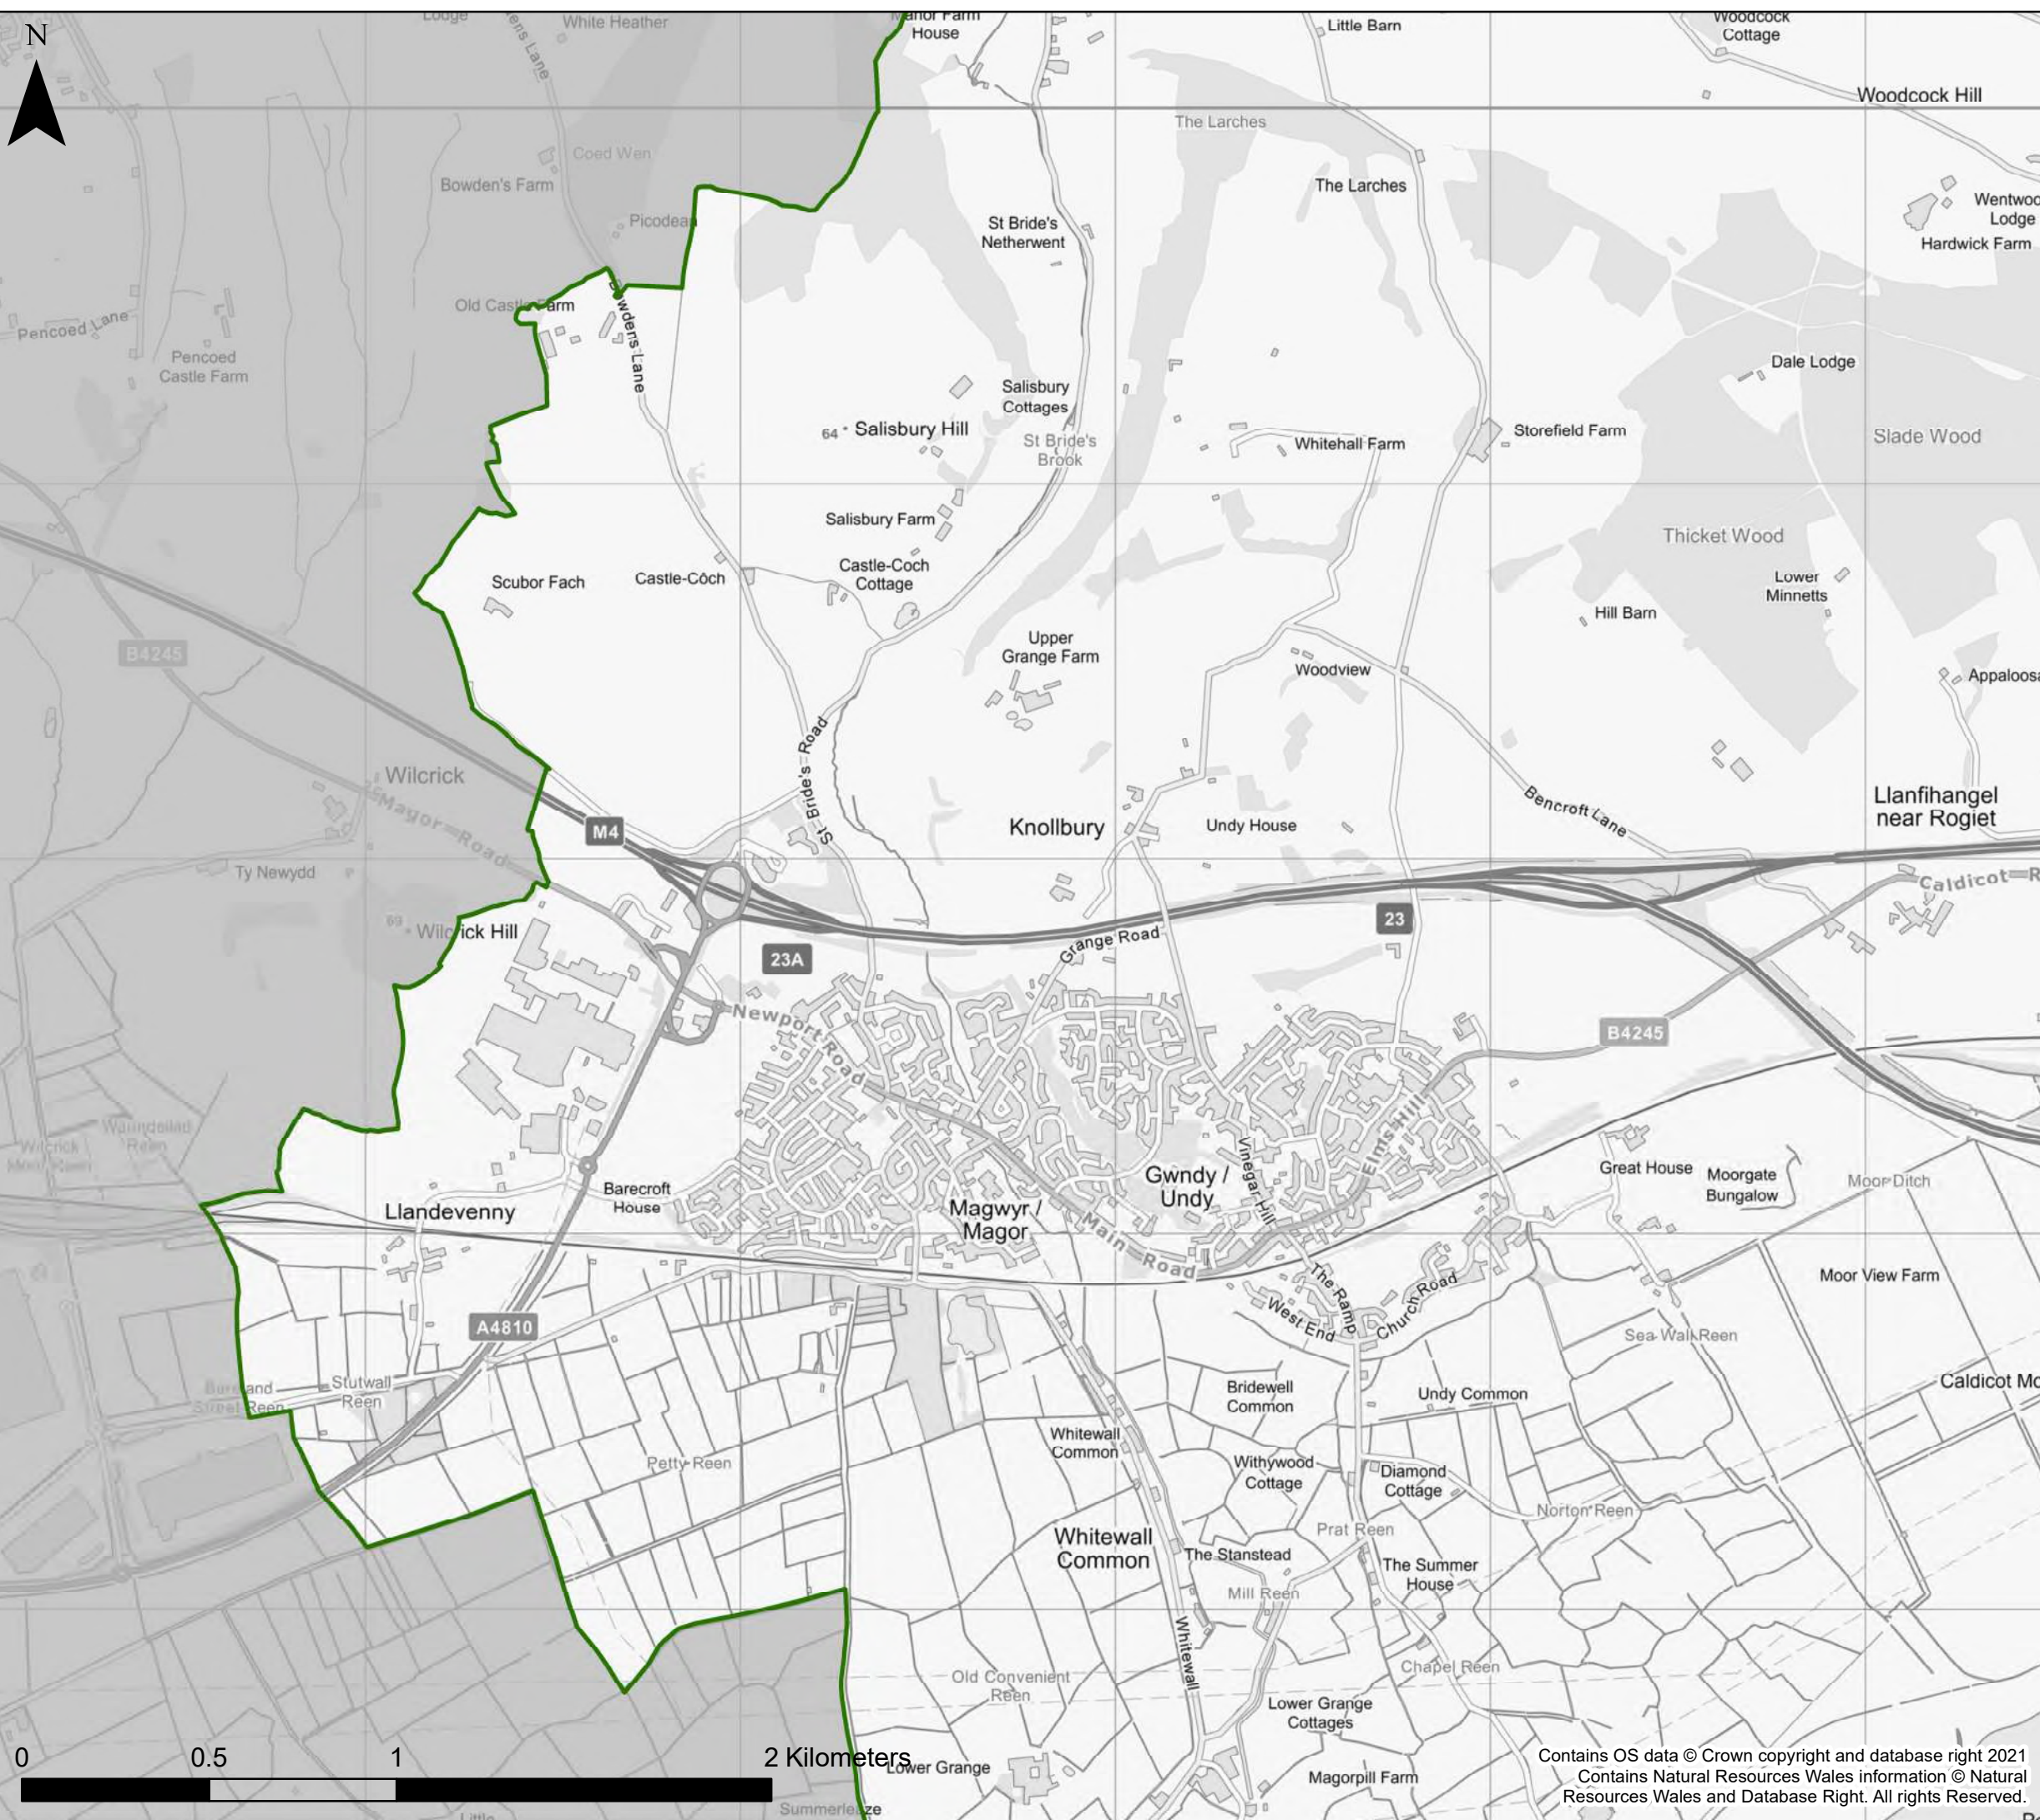 N
Lodge
White Heather
House
Little Barn
Woodcock
Cottage
Woodcock Hill
The Larches
Coed Wen
Bowden's Farm
Picodean
The Larches
St Bride's
Netherwent
Lodge
Hardwick Farm
Old Castle Farm
Bowdens Lane
Pencoed Lane
Pencoed
Castle Farm
Dale Lodge
Salisbury
Cottages
64
Salisbury Hill
St Bride's
Brook
Whitehall Farm
Storefield Farm
Slade Wood
Salisbury Farm
Thicket Wood
Scubor Fach
Castle-Côch
Castle-Coch
Cottage
Lower
Minnetts
Hill Barn
B4245
Upper
Grange Farm
Woodview
St Bride's Road
Wilcrick
Magor Road
M4
Knollbury
Undy House
Bencroft Lane
Llanfihangel
near Rogiet
Ty Newydd
Caldicot R
69
Wilcrick Hill
23A
Grange Road
23
Newport Road
B4245
Elms Hill
Vinegar Hill
Reen
Great House
Moorgate
Bungalow
Moor Ditch
Gwndy /
Undy
Barecroft
House
Llandevenny
Magwyr /
Magor
Main Road
Moor View Farm
The Ramp
West End
Church Road
A4810
Sea Wall Reen
Stutwall
Reen
Street Reen
Bridewell
Common
Undy Common
Caldicot Mo
Whitewall
Common
Petty Reen
Withywood
Cottage
Diamond
Cottage
Norton Reen
Prat Reen
Whitewall
Common
The Stanstead
The Summer
House
Mill Reen
Whitewall
Chapel Reen
Old Convenient
Reen
Lower Grange
Cottages
0 0.5 1 2 Kilometers
Lower Grange
Magorpill Farm
Summerleaze
Contains OS data © Crown copyright and database right 2021
Contains Natural Resources Wales information © Natural
Resources Wales and Database Right. All rights Reserved.